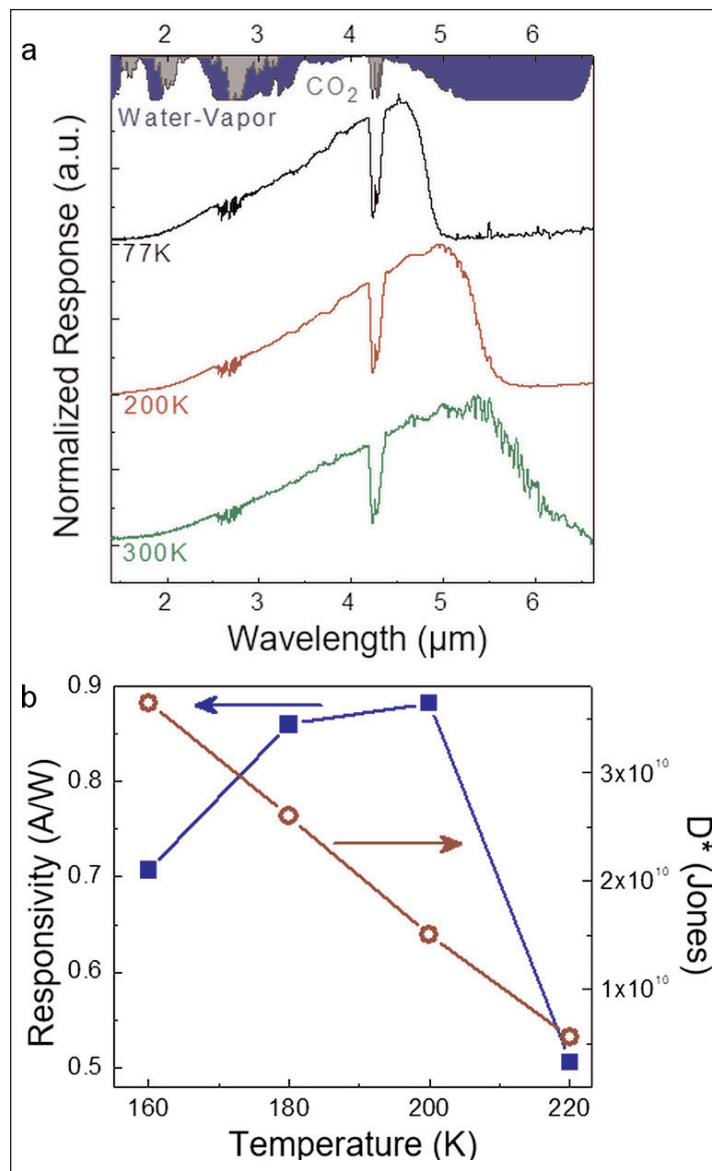 a
2 3 4 5 6
CO2
Water-Vapor
77K
200K
300K
Normalized Response (a.u.)
2 3 4 5 6
Wavelength (μm)
b
0.9
0.8
0.7
0.6
0.5
Responsivity (A/W)
3x10^10
2x10^10
1x10^10
D* (Jones)
160 180 200 220
Temperature (K)